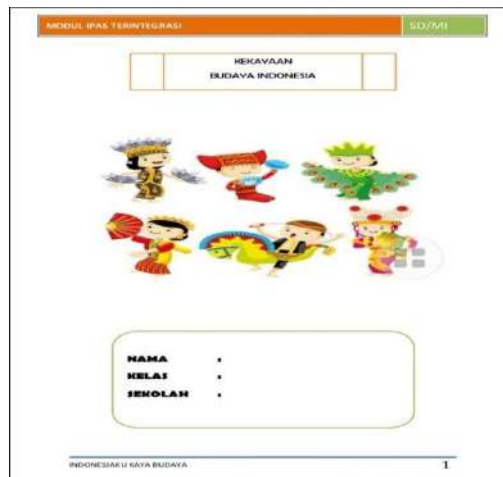 MODUL IPAS TERINTEGRASI SD/MI
KEKAYAAN
BUDAYA INDONESIA
NAMA :
KELAS :
SEKOLAH :
INDONESIAKU KAYA BUDAYA 1